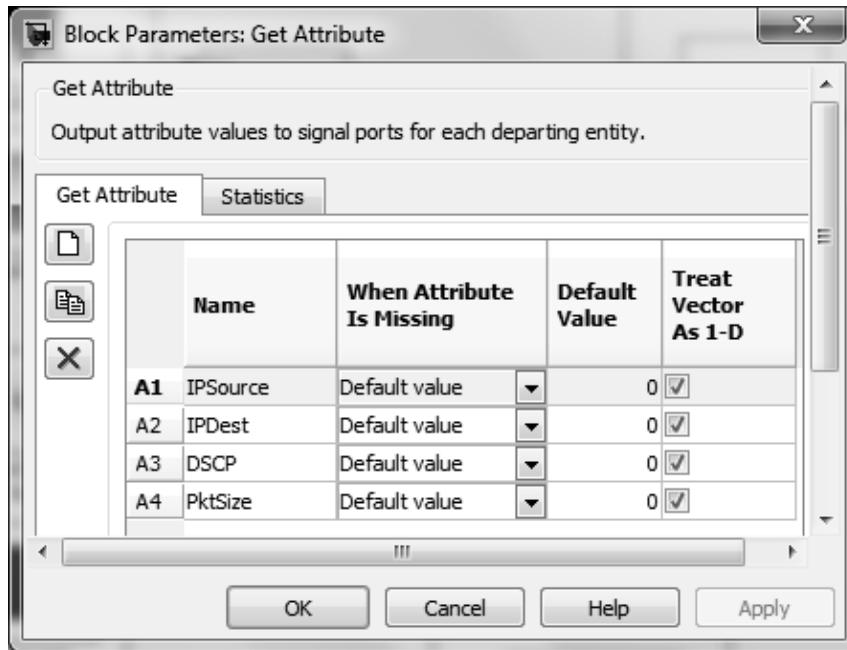 Block Parameters: Get Attribute
Get Attribute
Output attribute values to signal ports for each departing entity.
Get Attribute Statistics
Name When Attribute Is Missing Default Value Treat Vector As 1-D
A1 IPSource Default value 0
A2 IPDest Default value 0
A3 DSCP Default value 0
A4 PktSize Default value 0
OK Cancel Help Apply